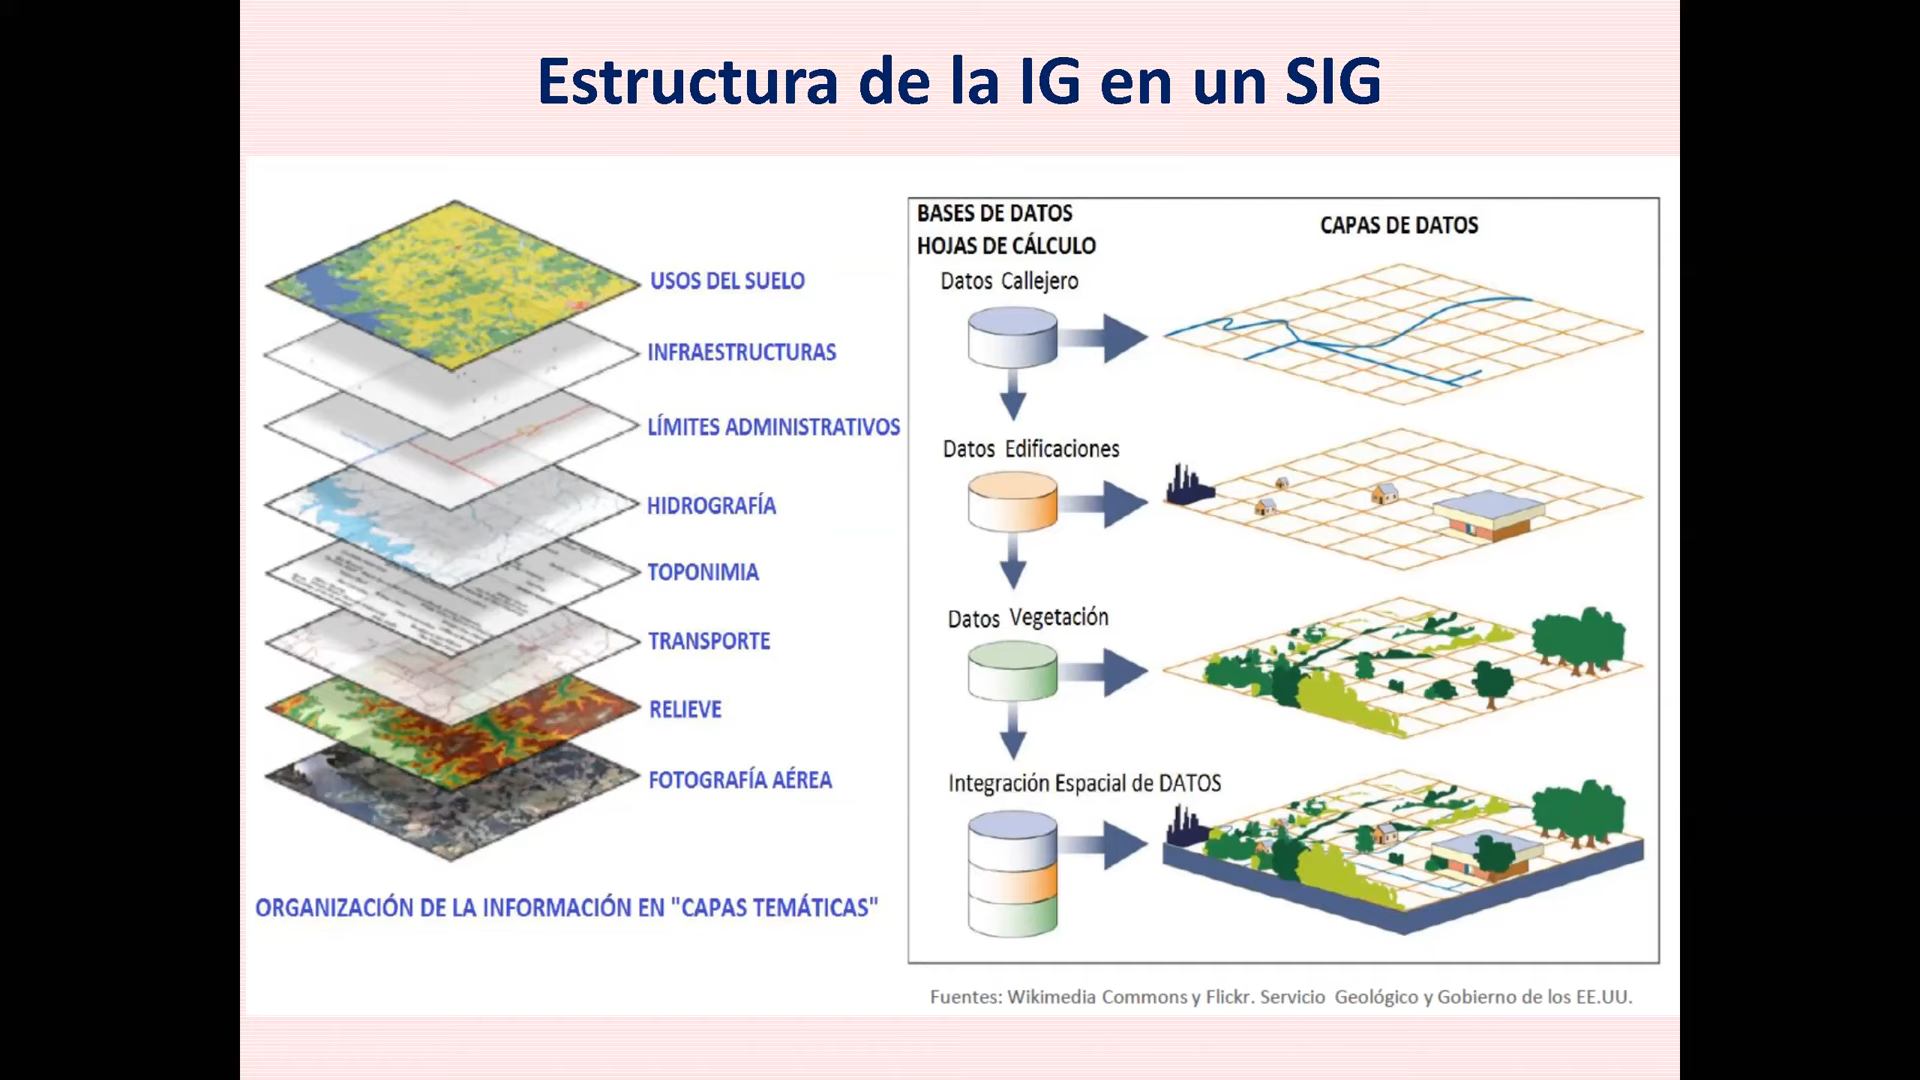 Estructura de la IG en un SIG
USOS DEL SUELO
INFRAESTRUCTURAS
LÍMITES ADMINISTRATIVOS
HIDROGRAFÍA
TOPONIMIA
TRANSPORTE
RELIEVE
FOTOGRAFÍA AÉREA
ORGANIZACIÓN DE LA INFORMACIÓN EN "CAPAS TEMÁTICAS"
BASES DE DATOS
HOJAS DE CÁLCULO
CAPAS DE DATOS
Datos Callejero
Datos Edificaciones
Datos Vegetación
Integración Espacial de DATOS
Fuentes: Wikimedia Commons y Flickr. Servicio Geológico y Gobierno de los EE.UU.